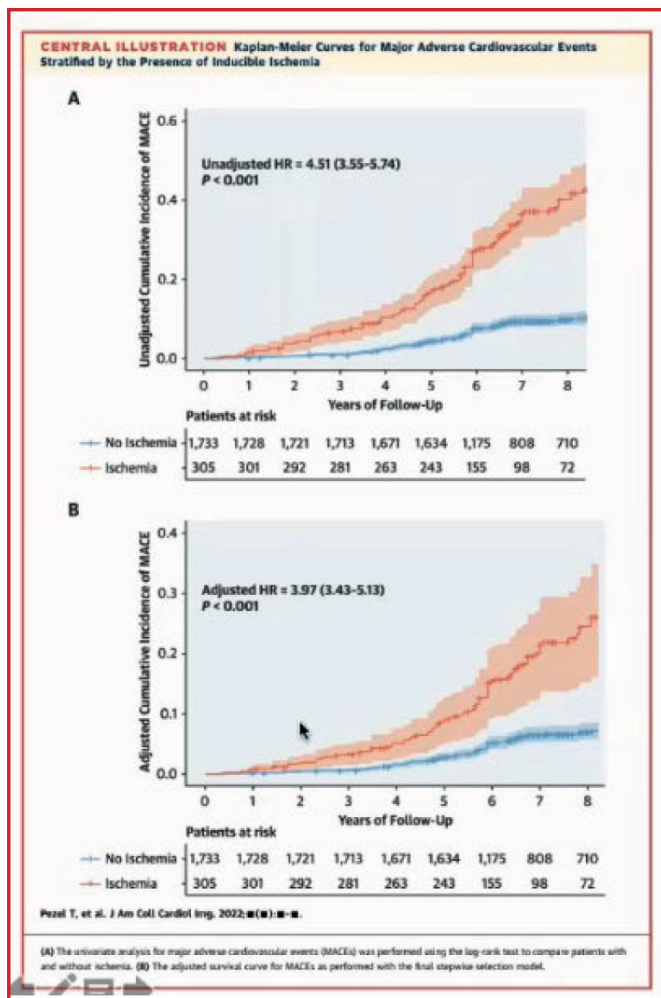 CENTRAL ILLUSTRATION Kaplan-Meier Curves for Major Adverse Cardiovascular Events
Stratified by the Presence of Inducible Ischemia
A
Unadjusted Cumulative Incidence of MACE
0.6
0.4
0.2
0.0
Unadjusted HR = 4.51 (3.55-5.74)
P < 0.001
0 1 2 3 4 5 6 7 8
Years of Follow-Up
Patients at risk
No Ischemia 1,733 1,728 1,721 1,713 1,671 1,634 1,175 808 710
Ischemia 305 301 292 281 263 243 155 98 72
B
Adjusted Cumulative Incidence of MACE
0.4
0.3
0.2
0.1
0.0
Adjusted HR = 3.97 (3.43-5.13)
P < 0.001
0 1 2 3 4 5 6 7 8
Years of Follow-Up
Patients at risk
No Ischemia 1,733 1,728 1,721 1,713 1,671 1,634 1,175 808 710
Ischemia 305 301 292 281 263 243 155 98 72
Pezel T, et al. J Am Coll Cardiol Img. 2022;■(■):■-■.
(A) The univariate analysis for major adverse cardiovascular events (MACEs) was performed using the log-rank test to compare patients with
and without ischemia. (B) The adjusted survival curve for MACEs as performed with the final stepwise selection model.